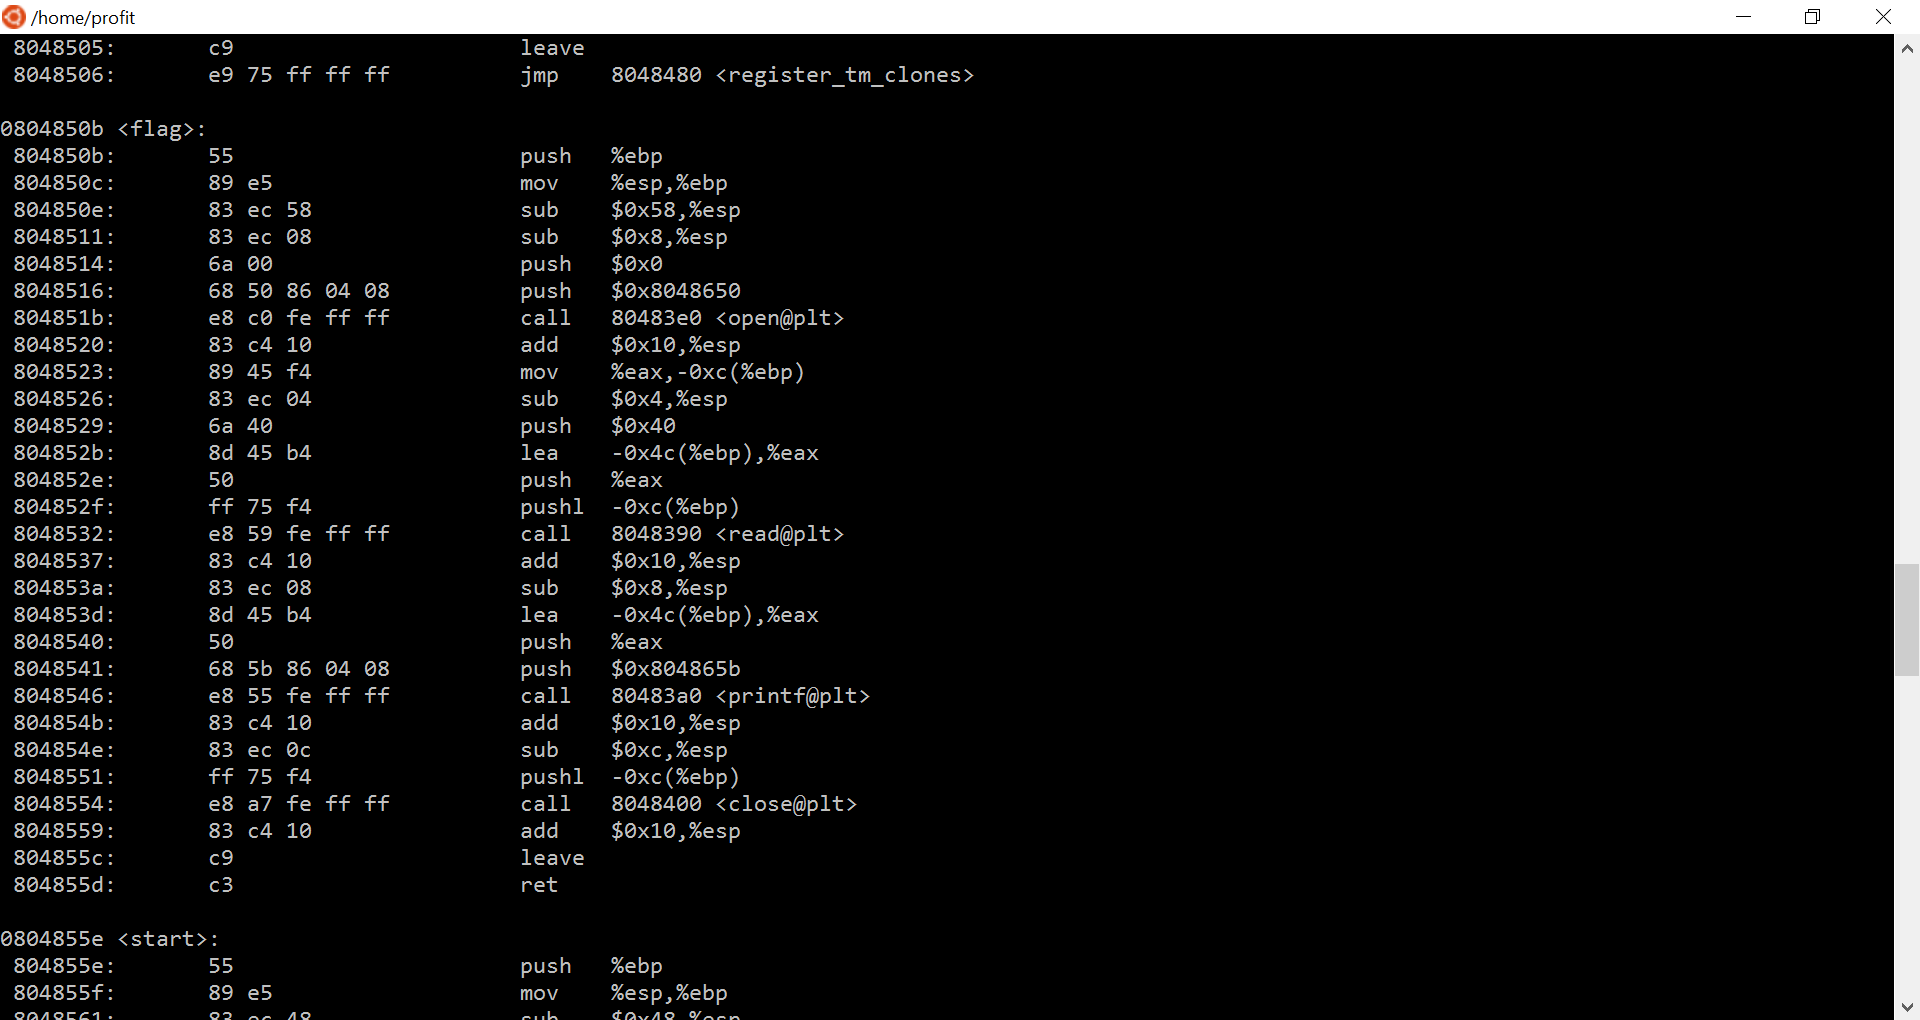 /home/profit
8048505: c9 leave
8048506: e9 75 ff ff ff jmp 8048480 <register_tm_clones>
0804850b <flag>:
804850b: 55 push %ebp
804850c: 89 e5 mov %esp,%ebp
804850e: 83 ec 58 sub $0x58,%esp
8048511: 83 ec 08 sub $0x8,%esp
8048514: 6a 00 push $0x0
8048516: 68 50 86 04 08 push $0x8048650
804851b: e8 c0 fe ff ff call 80483e0 <open@plt>
8048520: 83 c4 10 add $0x10,%esp
8048523: 89 45 f4 mov %eax,-0xc(%ebp)
8048526: 83 ec 04 sub $0x4,%esp
8048529: 6a 40 push $0x40
804852b: 8d 45 b4 lea -0x4c(%ebp),%eax
804852e: 50 push %eax
804852f: ff 75 f4 pushl -0xc(%ebp)
8048532: e8 59 fe ff ff call 8048390 <read@plt>
8048537: 83 c4 10 add $0x10,%esp
804853a: 83 ec 08 sub $0x8,%esp
804853d: 8d 45 b4 lea -0x4c(%ebp),%eax
8048540: 50 push %eax
8048541: 68 5b 86 04 08 push $0x804865b
8048546: e8 55 fe ff ff call 80483a0 <printf@plt>
804854b: 83 c4 10 add $0x10,%esp
804854e: 83 ec 0c sub $0xc,%esp
8048551: ff 75 f4 pushl -0xc(%ebp)
8048554: e8 a7 fe ff ff call 8048400 <close@plt>
8048559: 83 c4 10 add $0x10,%esp
804855c: c9 leave
804855d: c3 ret
0804855e <start>:
804855e: 55 push %ebp
804855f: 89 e5 mov %esp,%ebp
8048561: 83 ec 48 sub $0x48,%esp